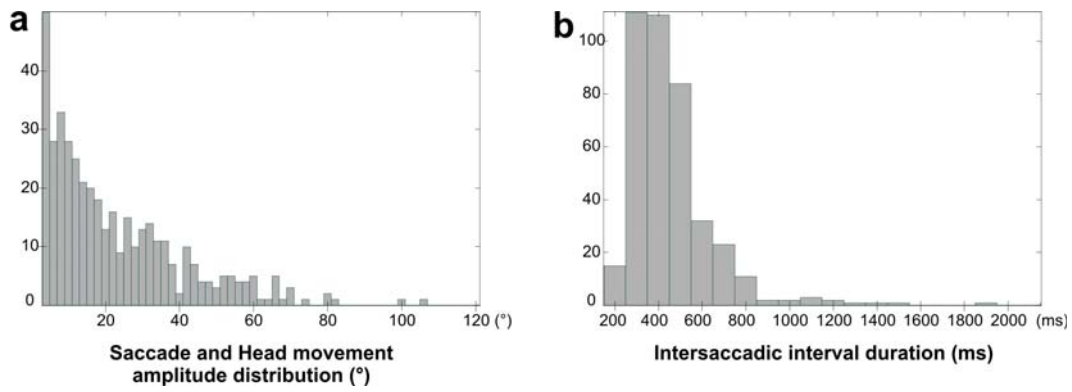 a
40
30
20
10
0
20 40 60 80 100 120 (°)
Saccade and Head movement
amplitude distribution (°)
b
100
80
60
40
20
0
200 400 600 800 1000 1200 1400 1600 1800 2000 (ms)
Intersaccadic interval duration (ms)